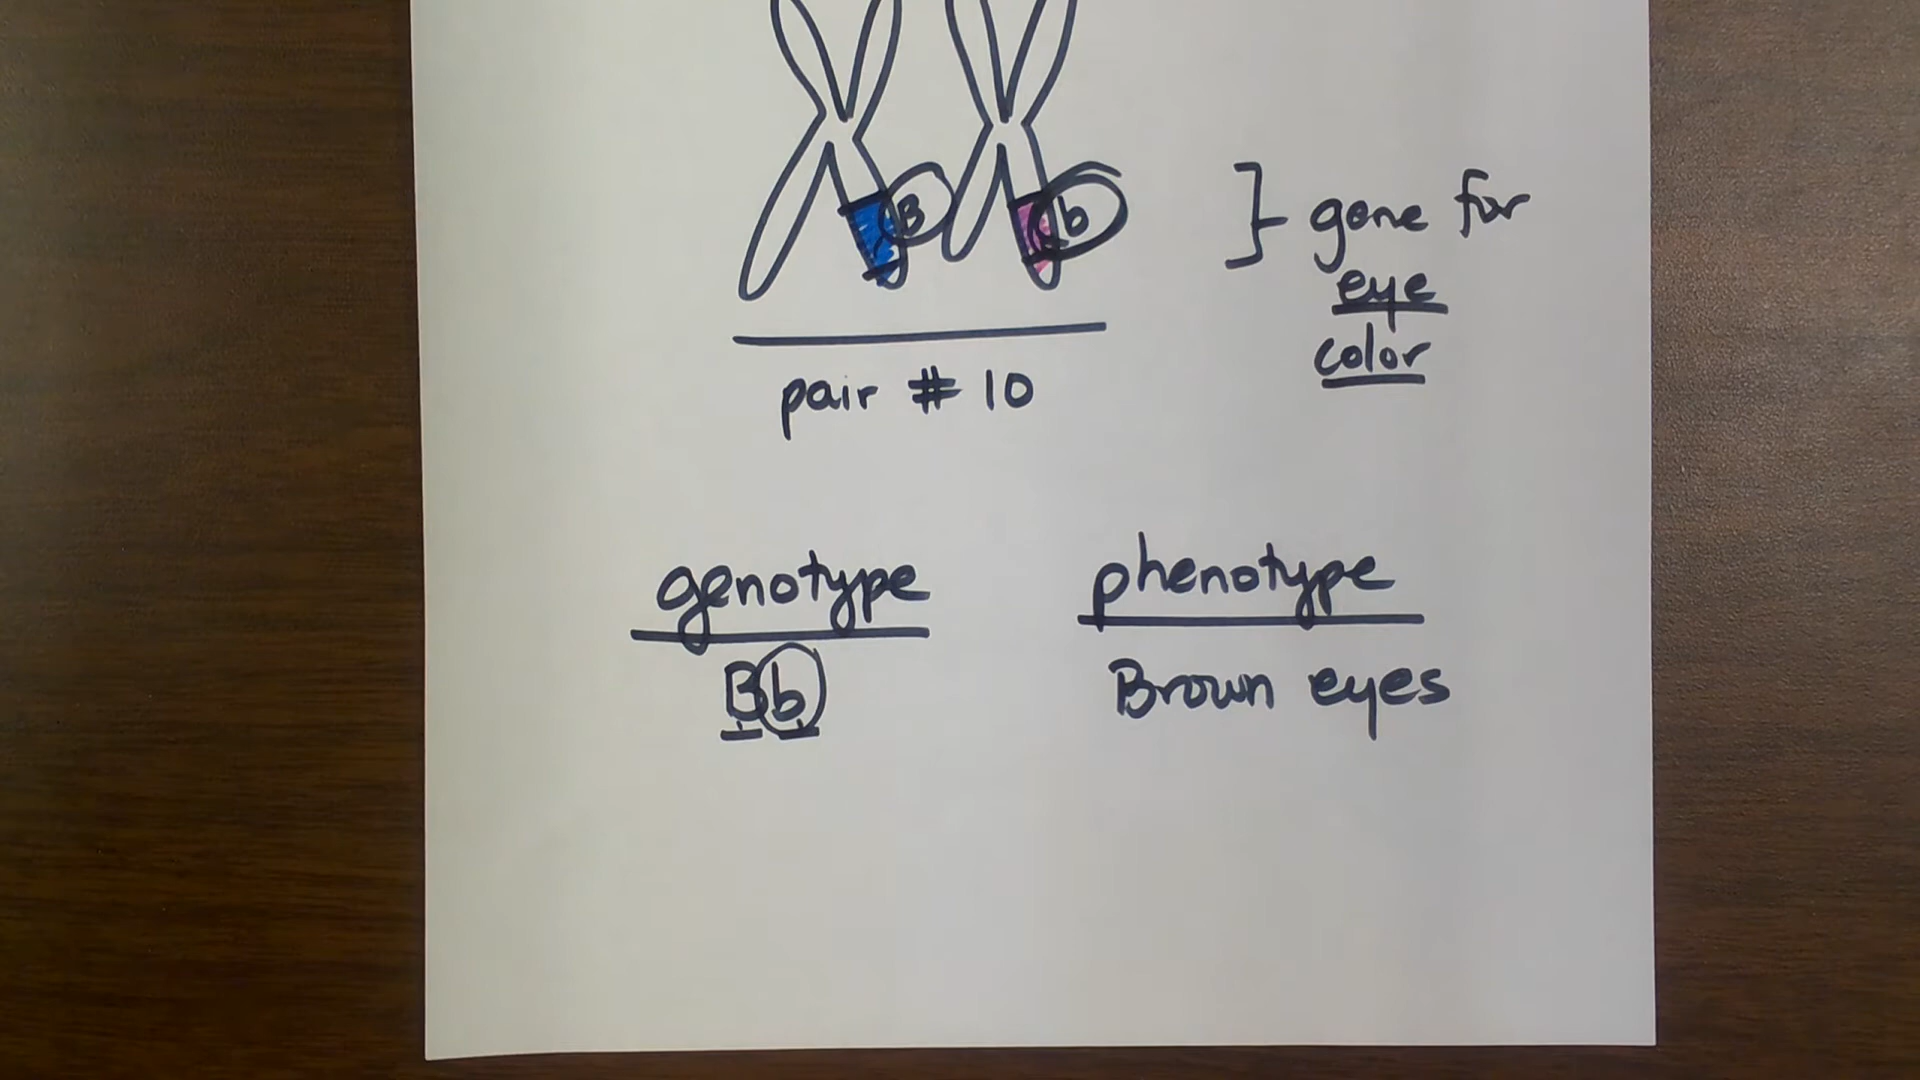 B b
gene for
eye
color
pair # 10
genotype phenotype
Bb Brown eyes